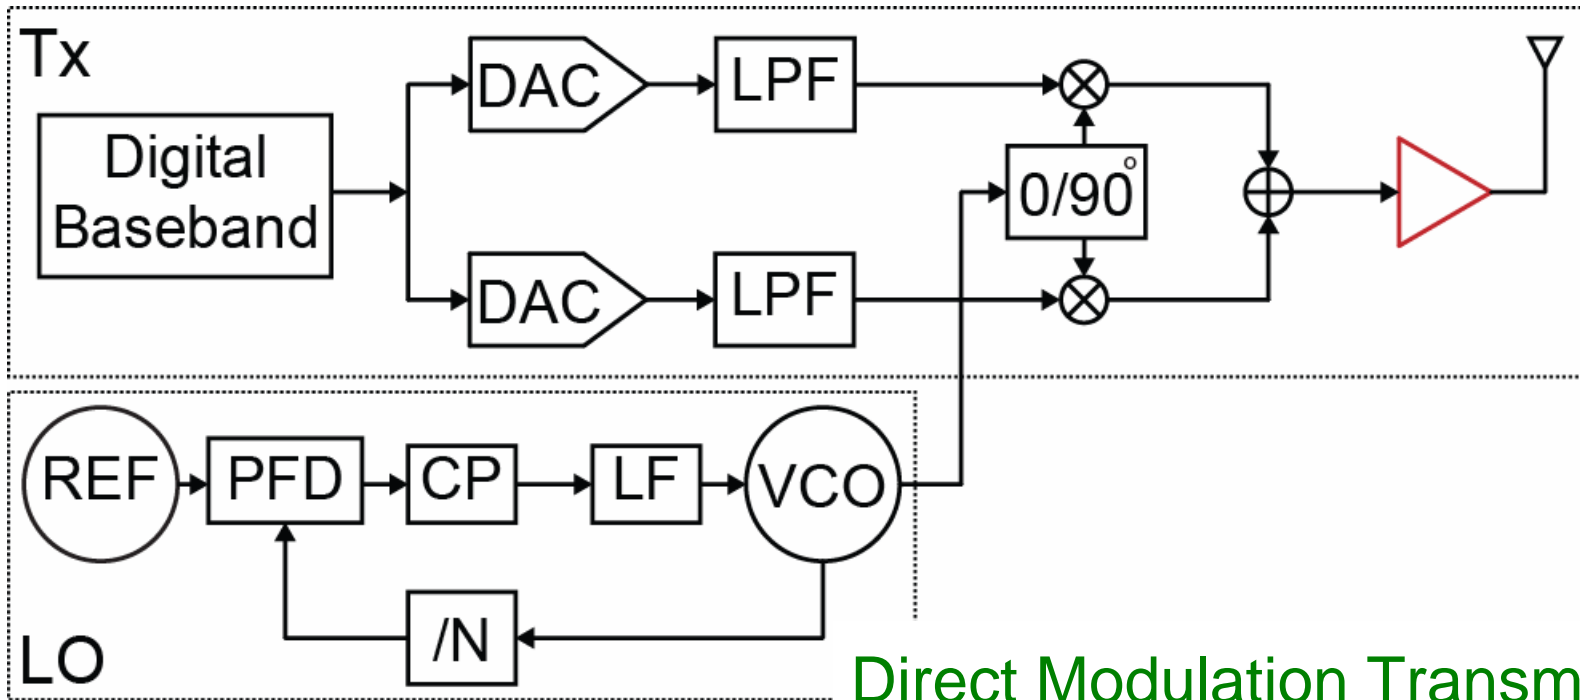 Tx
DAC
LPF
Digital
Baseband
0/90°
DAC
LPF
REF
PFD
CP
LF
VCO
/N
LO
Direct Modulation Transm